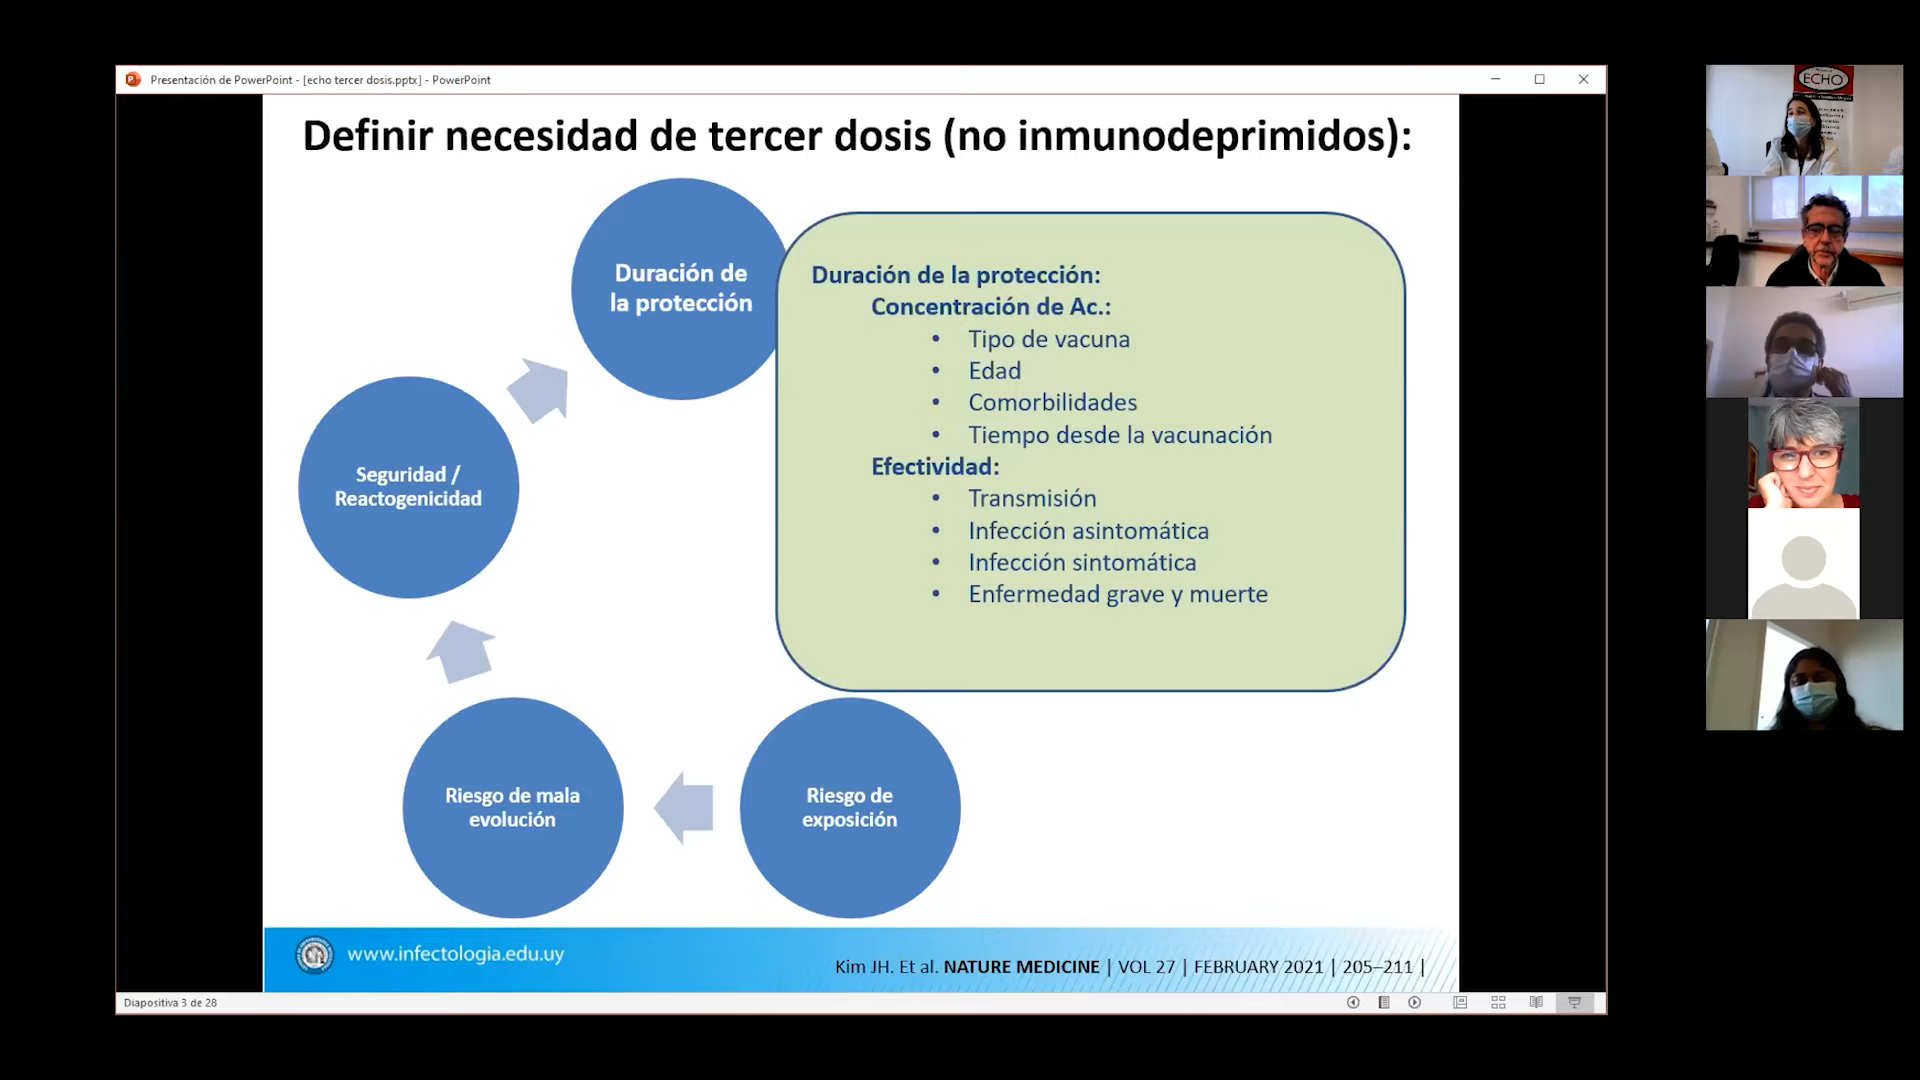 Presentación de PowerPoint - [echo tercer dosis.pptx] - PowerPoint
Definir necesidad de tercer dosis (no inmunodeprimidos):
Duración de
la protección
Duración de la protección:
Concentración de Ac.:
• Tipo de vacuna
• Edad
• Comorbilidades
• Tiempo desde la vacunación
Efectividad:
• Transmisión
• Infección asintomática
• Infección sintomática
• Enfermedad grave y muerte
Seguridad /
Reactogenicidad
Riesgo de mala
evolución
Riesgo de
exposición
www.infectologia.edu.uy
Kim JH. Et al. NATURE MEDICINE | VOL 27 | FEBRUARY 2021 | 205–211 |
Diapositiva 3 de 28
ECHO